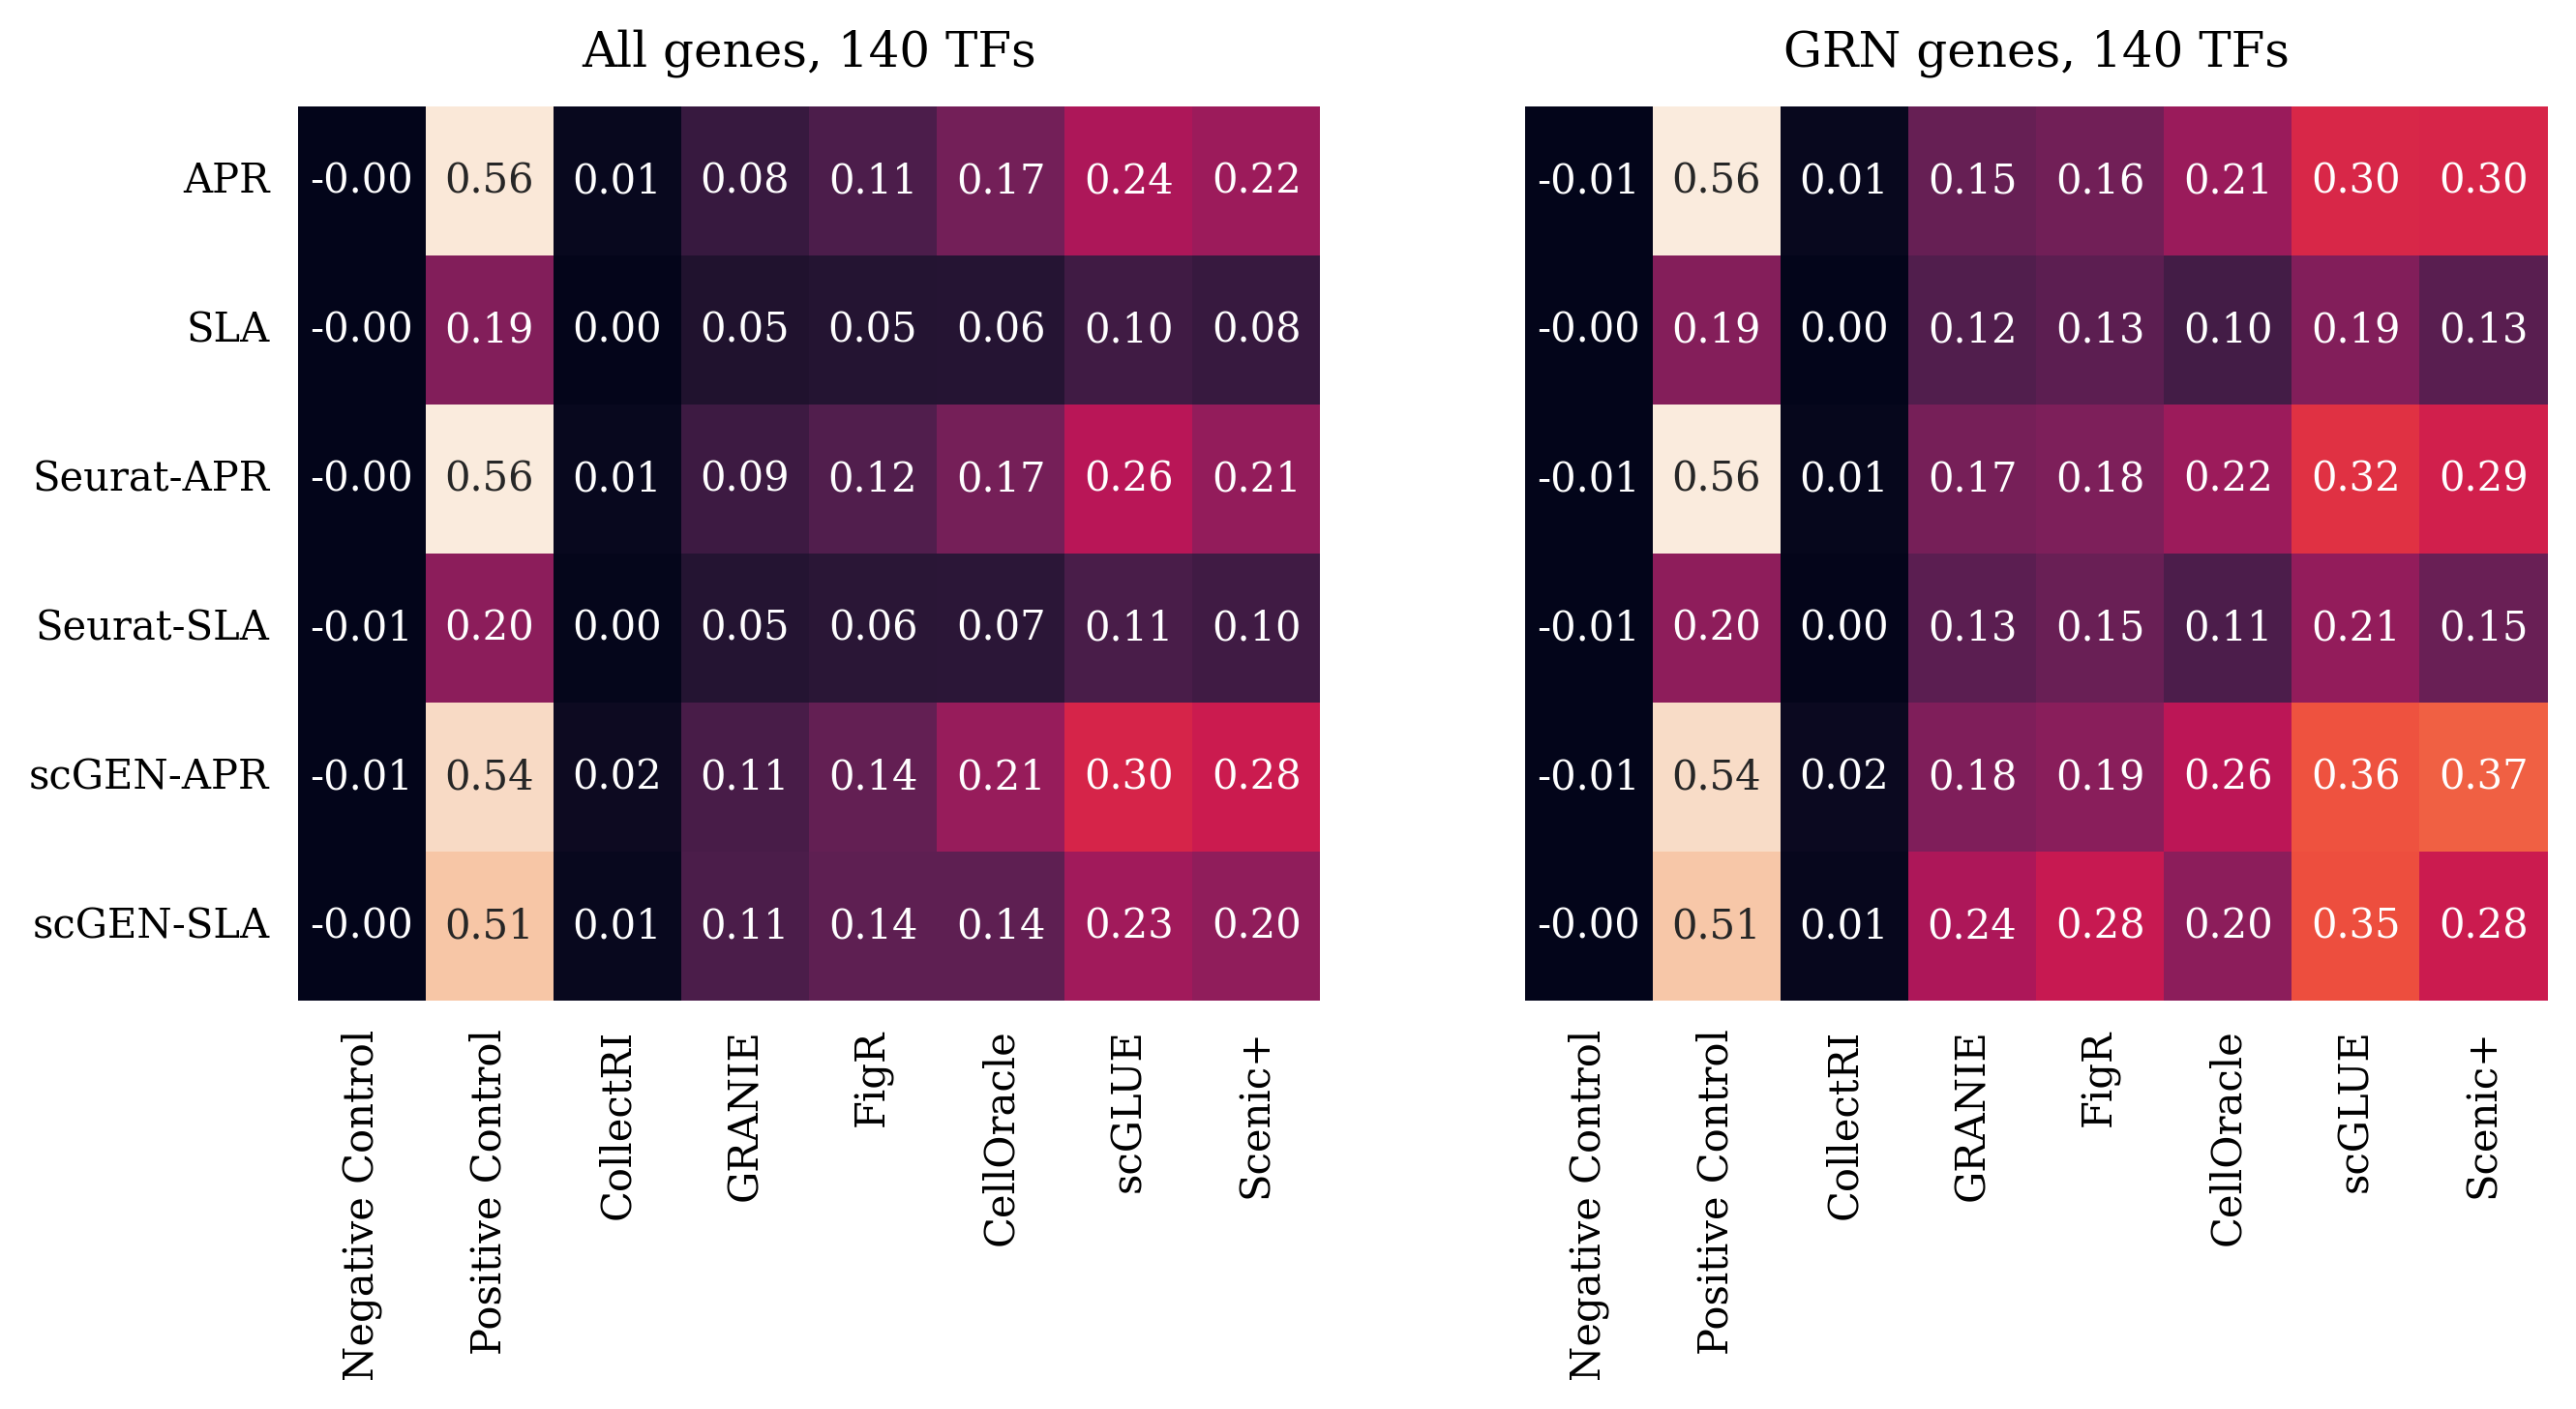 All genes, 140 TFs
GRN genes, 140 TFs
APR -0.00 0.56 0.01 0.08 0.11 0.17 0.24 0.22 -0.01 0.56 0.01 0.15 0.16 0.21 0.30 0.30
SLA -0.00 0.19 0.00 0.05 0.05 0.06 0.10 0.08 -0.00 0.19 0.00 0.12 0.13 0.10 0.19 0.13
Seurat-APR -0.00 0.56 0.01 0.09 0.12 0.17 0.26 0.21 -0.01 0.56 0.01 0.17 0.18 0.22 0.32 0.29
Seurat-SLA -0.01 0.20 0.00 0.05 0.06 0.07 0.11 0.10 -0.01 0.20 0.00 0.13 0.15 0.11 0.21 0.15
scGEN-APR -0.01 0.54 0.02 0.11 0.14 0.21 0.30 0.28 -0.01 0.54 0.02 0.18 0.19 0.26 0.36 0.37
scGEN-SLA -0.00 0.51 0.01 0.11 0.14 0.14 0.23 0.20 -0.00 0.51 0.01 0.24 0.28 0.20 0.35 0.28
Negative Control
Positive Control
CollectRI
GRANIE
FigR
CellOracle
scGLUE
Scenic+
Negative Control
Positive Control
CollectRI
GRANIE
FigR
CellOracle
scGLUE
Scenic+